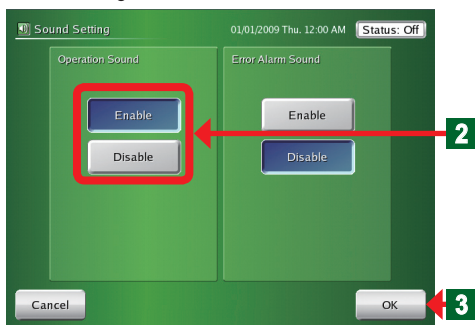 Sound Setting 01/01/2009 Thu. 12:00 AM Status: Off
Operation Sound Error Alarm Sound
Enable Enable
2
Disable Disable
Cancel OK 3